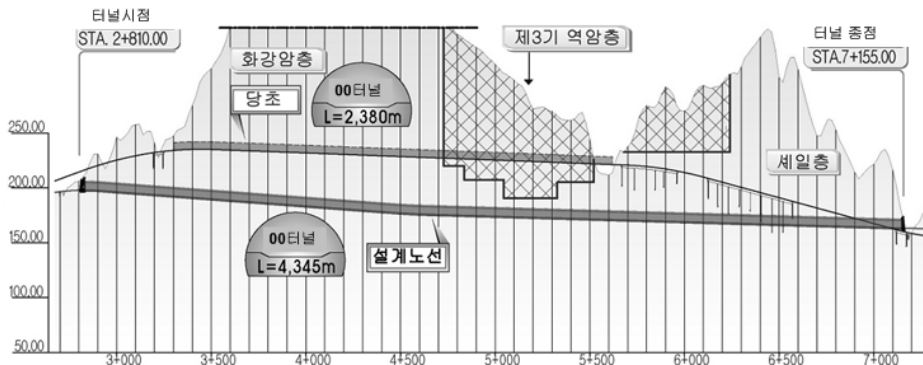 터널시점
STA. 2+810.00
화강암층
제3기 역암층
터널 종점
STA.7+155.00
당초
00터널
L=2,380m
셰일층
250.00
200.00
150.00
100.00
50.00
00터널
L=4,345m
설계노선
3+000
3+500
4+000
4+500
5+000
5+500
6+000
6+500
7+000